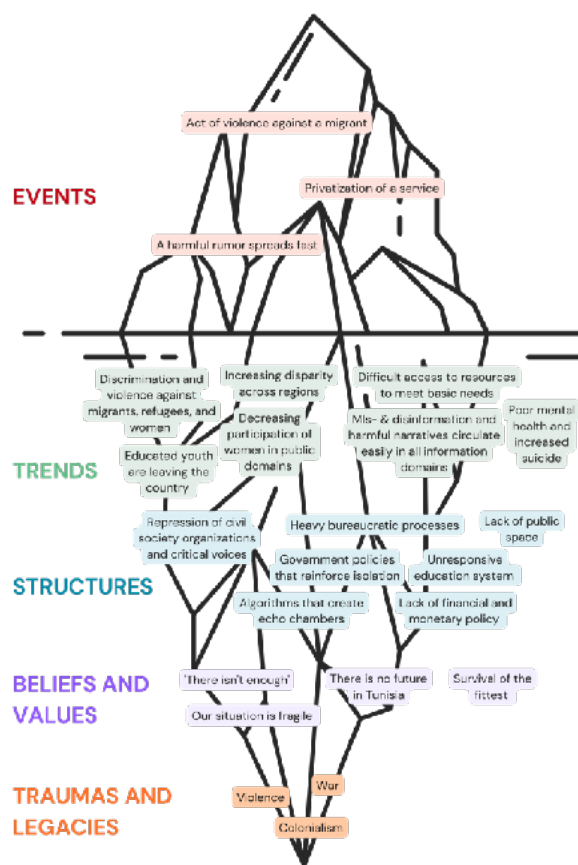 Act of violence against a migrant
Privatization of a service
EVENTS
A harmful rumor spreads fast
Discrimination and
violence against
migrants, refugees, and
women
Increasing disparity
across regions
Difficult access to resources
to meet basic needs
Decreasing
participation of
women in public
domains
MIs- & disinformation and
harmful narratives circulate
easily in all information
domains
Poor mental
health and
increased
suicide
Educated youth
are leaving the
country
TRENDS
Repression of civil
society organizations
and critical voices
Heavy bureaucratic processes
Lack of public
space
STRUCTURES
Government policies
that reinforce isolation
Unresponsive
education system
Algorithms that create
echo chambers
Lack of financial and
monetary policy
BELIEFS AND
VALUES
'There isn't enough'
There is no future
in Tunisia
Survival of the
fittest
Our situation is fragile
TRAUMAS AND
LEGACIES
Violence
War
Colonialism